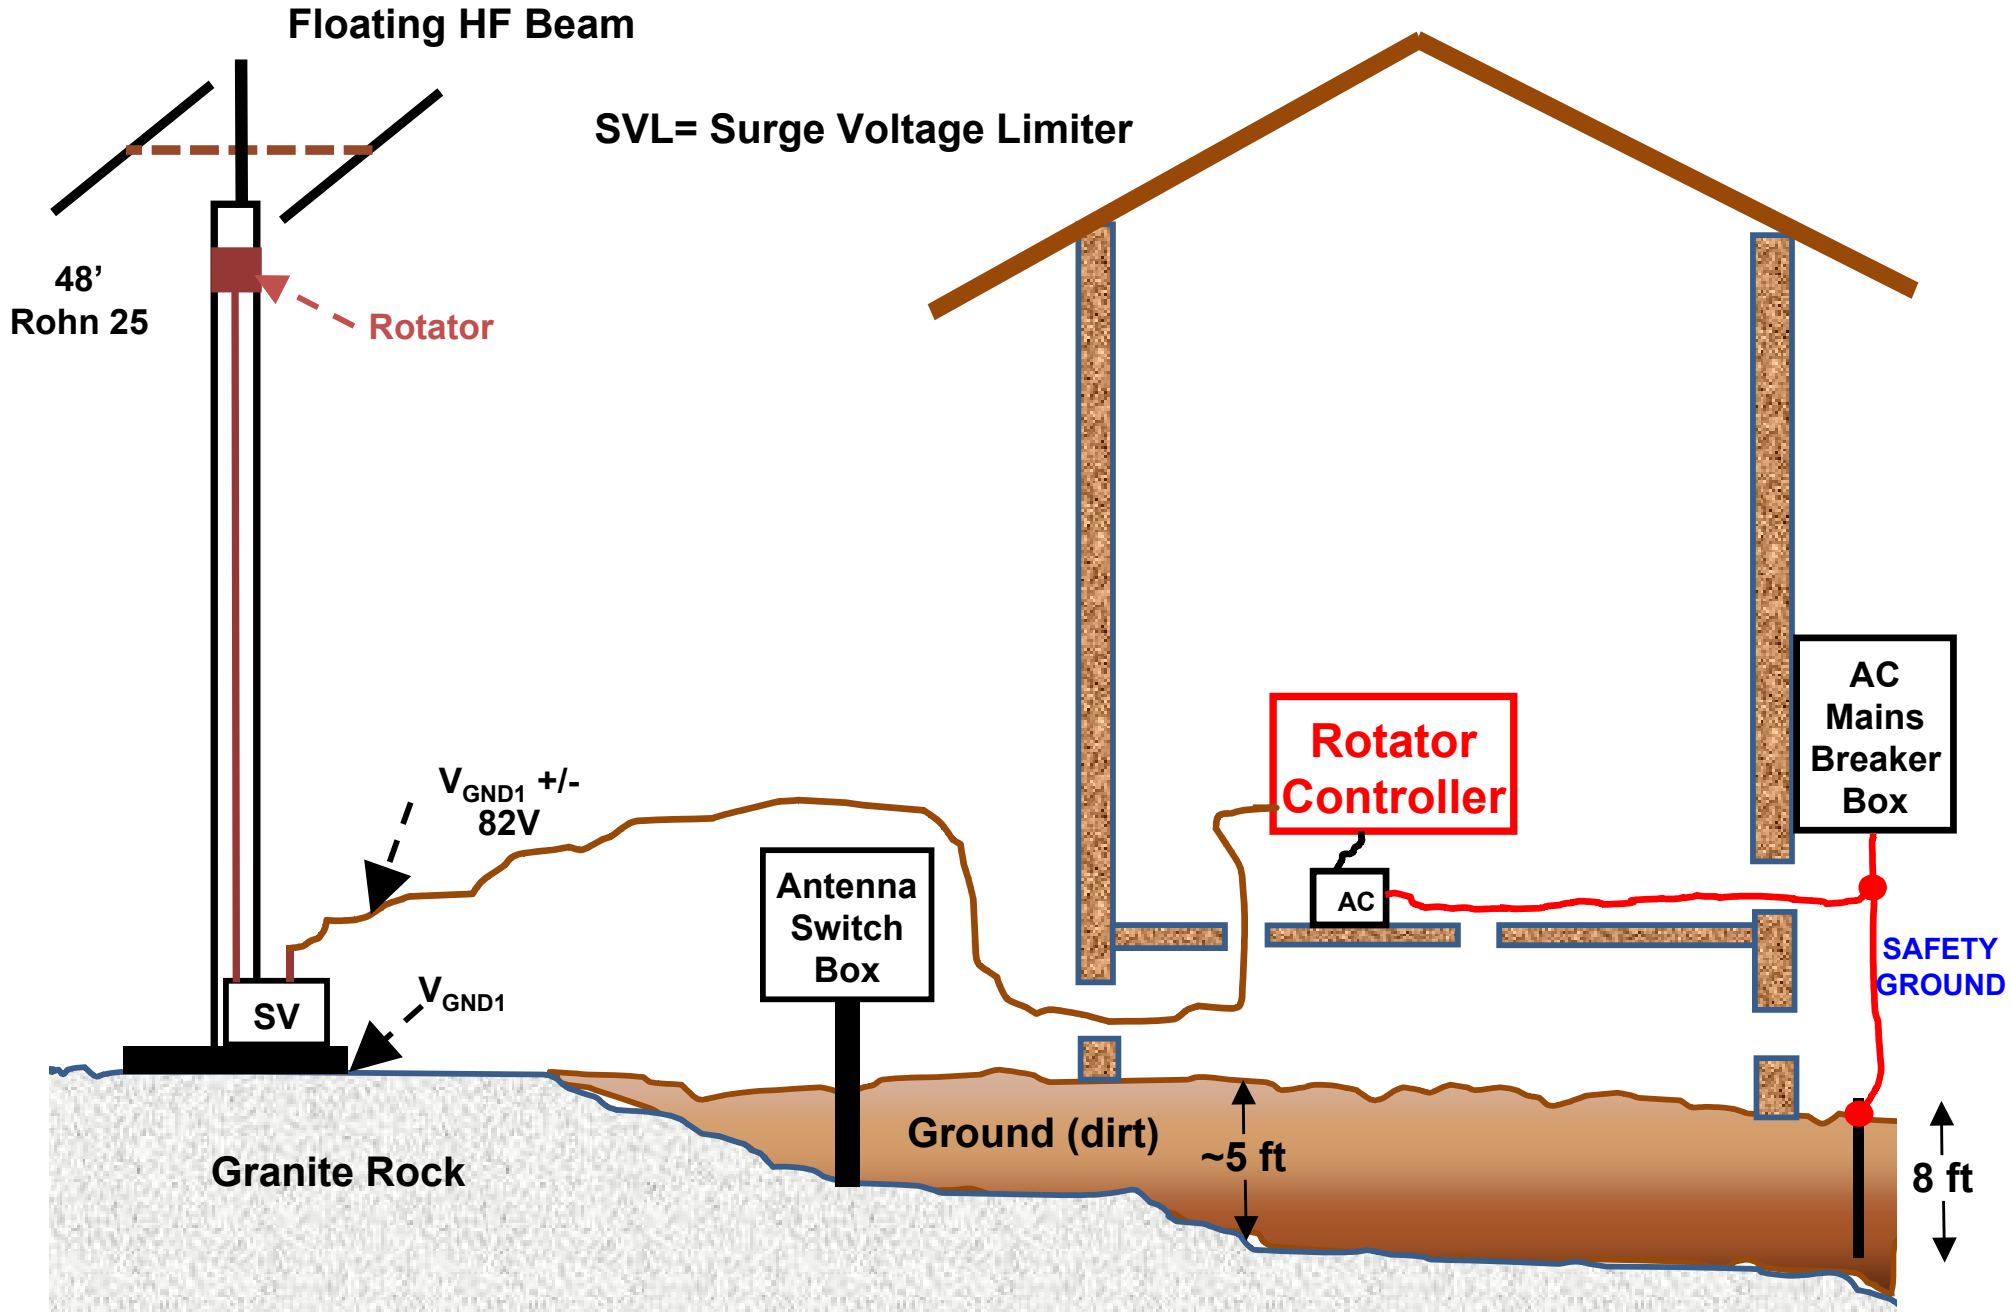 Floating HF Beam
SVL= Surge Voltage Limiter
48’
Rohn 25
Rotator
AC
Mains
Breaker
Box
Rotator
Controller
VGND1 +/-
82V
Antenna
Switch
Box
AC
SAFETY
GROUND
VGND1
SV
Ground (dirt)
~5 ft
8 ft
Granite Rock